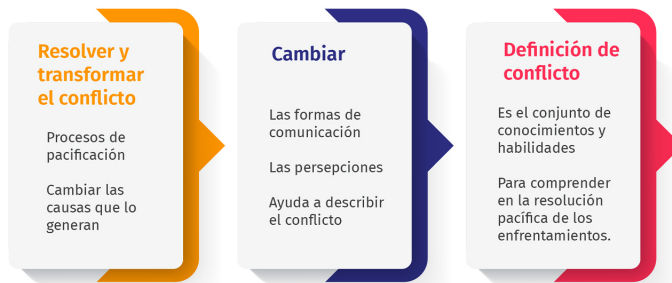 Resolver y
transformar
el conflicto
Procesos de
pacificación
Cambiar las
causas que lo
generan
Cambiar
Las formas de
comunicación
Las persepciones
Ayuda a describir
el conflicto
Definición de
conflicto
Es el conjunto de
conocimientos y
habilidades
Para comprender
en la resolución
pacífica de los
enfrentamientos.